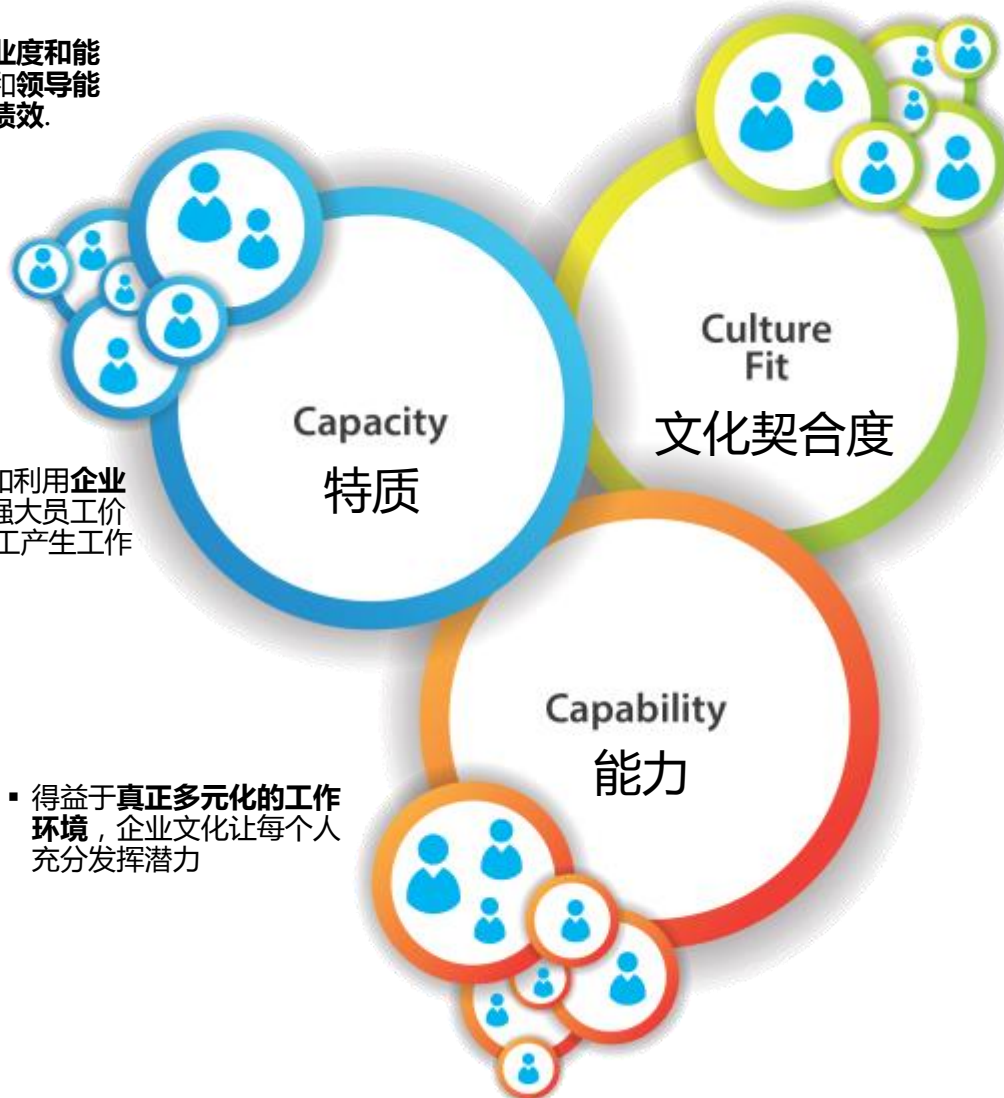 业度和能
和领导能
绩效.
Culture
Fit
文化契合度
Capacity
特质
和利用企业
强大员工价
工产生工作
Capability
能力
▪ 得益于真正多元化的工作
环境，企业文化让每个人
充分发挥潜力